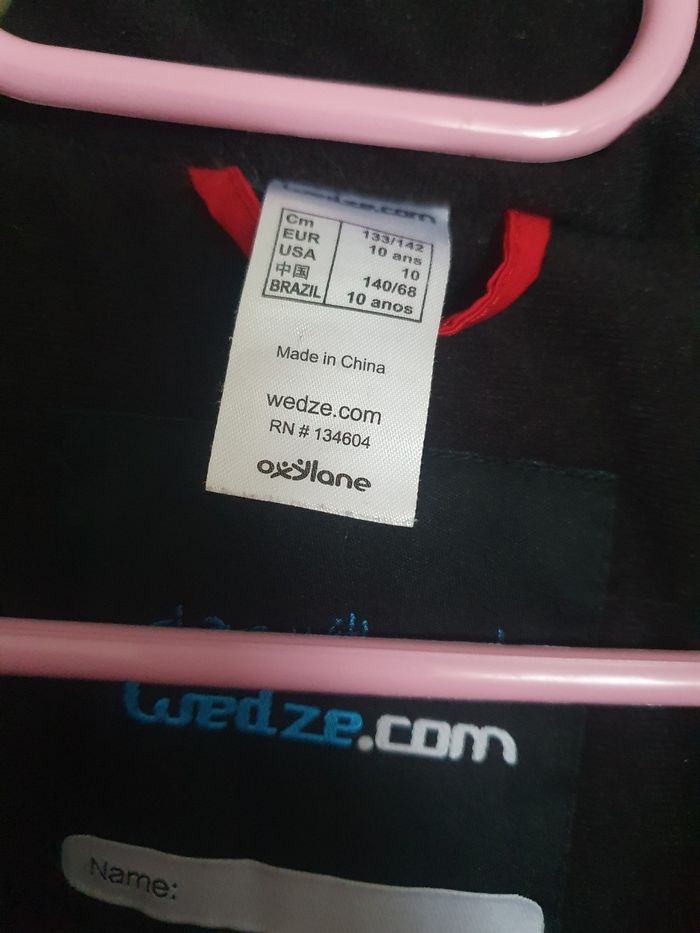 wedze.com
Cm 133/142
EUR 10 ans
USA 10
中国 140/68
BRAZIL 10 anos
Made in China
wedze.com
RN # 134604
oxylane
wedze.com
Name: